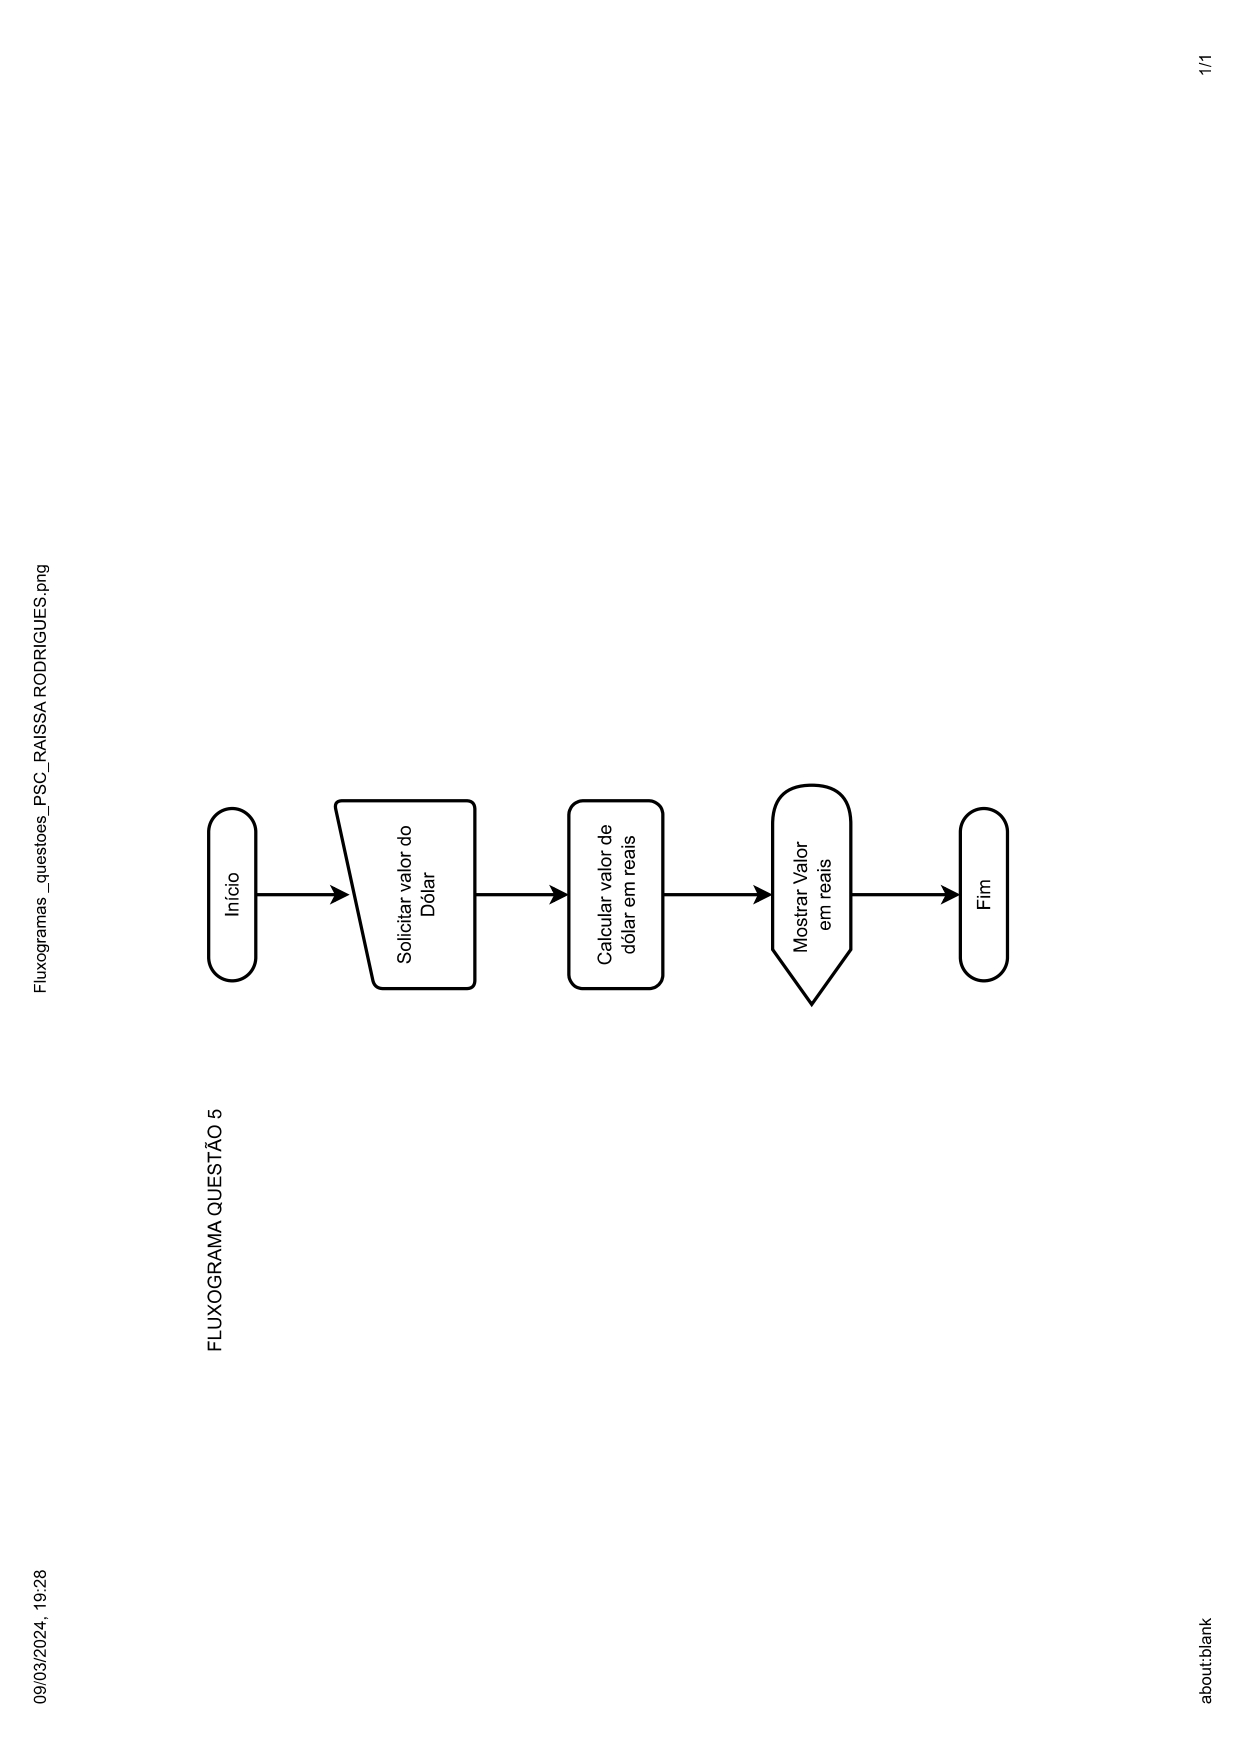 09/03/2024, 19:28
Fluxogramas _questoes_PSC_RAISSA RODRIGUES.png
FLUXOGRAMA QUESTÃO 5
Início
Solicitar valor do
Dólar
Calcular valor de
dólar em reais
Mostrar Valor
em reais
Fim
about:blank
1/1